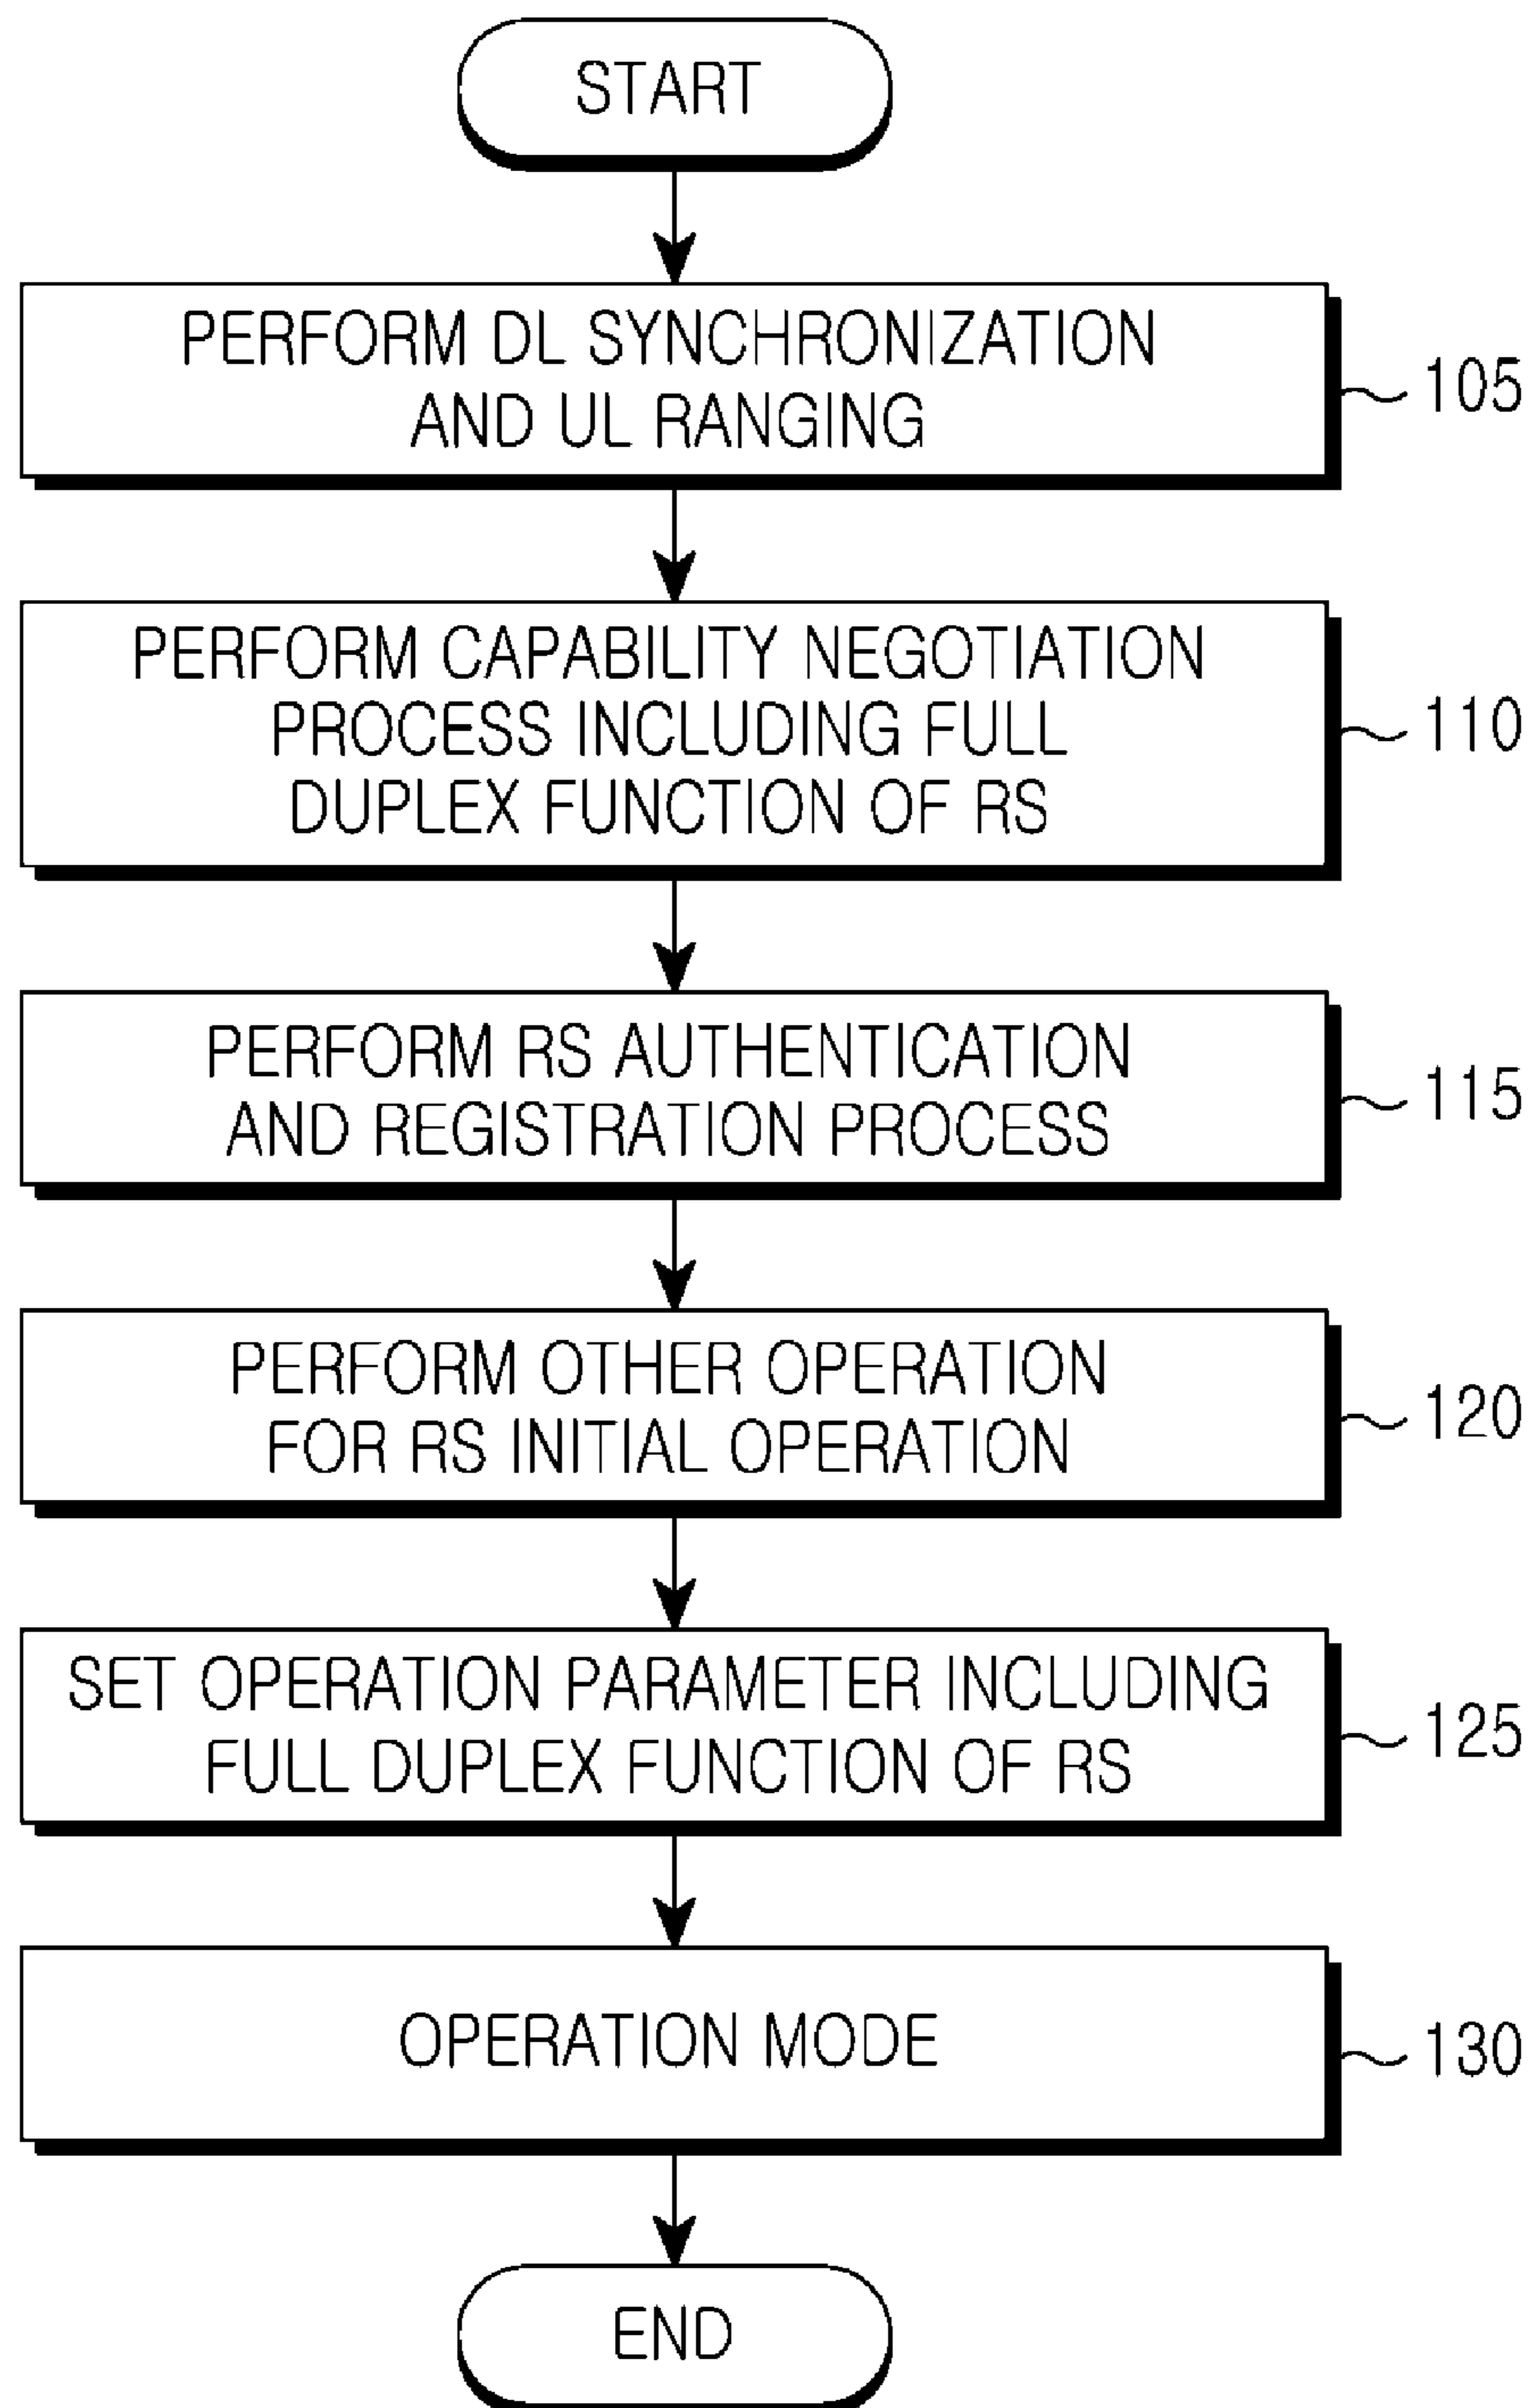 START
PERFORM DL SYNCHRONIZATION
AND UL RANGING
105
PERFORM CAPABILITY NEGOTIATION
PROCESS INCLUDING FULL
DUPLEX FUNCTION OF RS
110
PERFORM RS AUTHENTICATION
AND REGISTRATION PROCESS
115
PERFORM OTHER OPERATION
FOR RS INITIAL OPERATION
120
SET OPERATION PARAMETER INCLUDING
FULL DUPLEX FUNCTION OF RS
125
OPERATION MODE
130
END